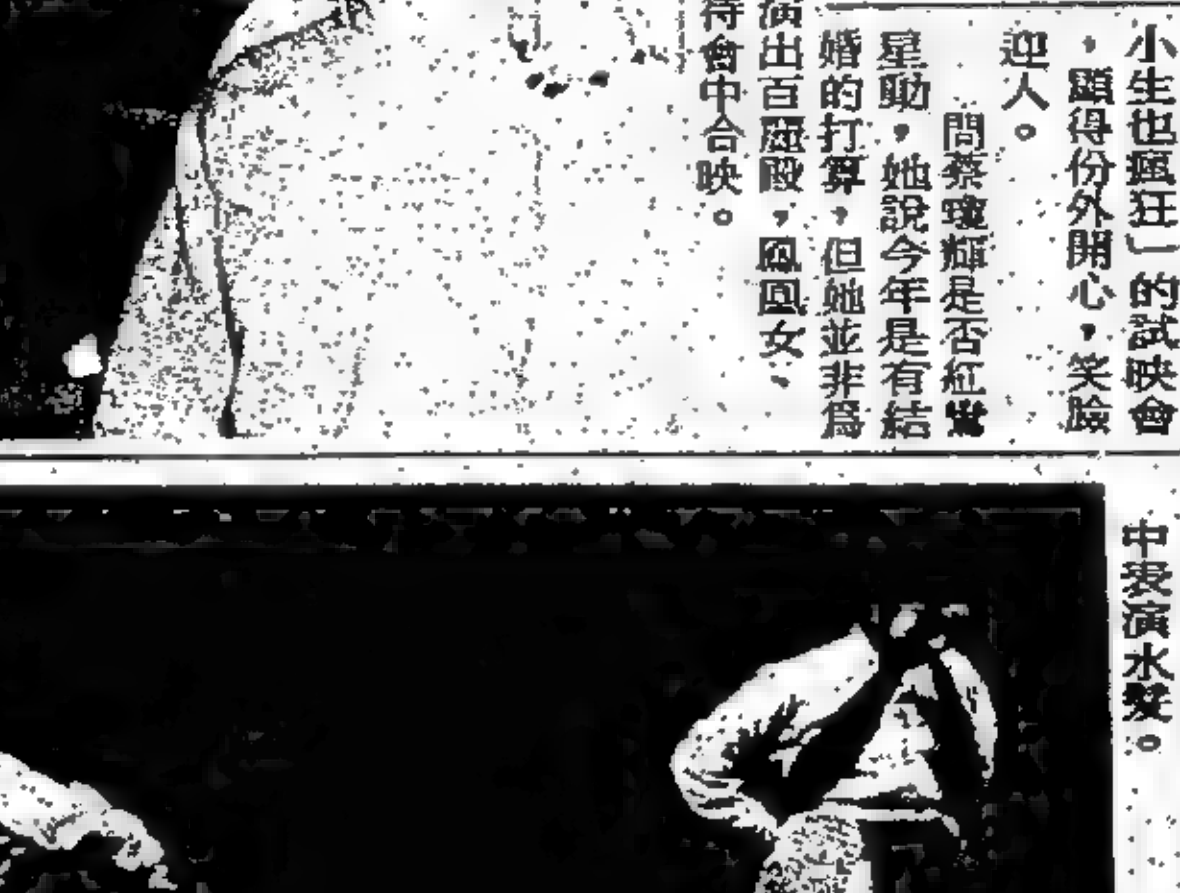 小生也瘋狂」的試映會
，顯得份外開心，笑臉
迎人。
問蔡瓊輝是否紅鸞
星動，她說今年是有結
婚的打算，但她並非為
演出百靈殿，鳳凰女、
待會中合映。
中表演水髮。